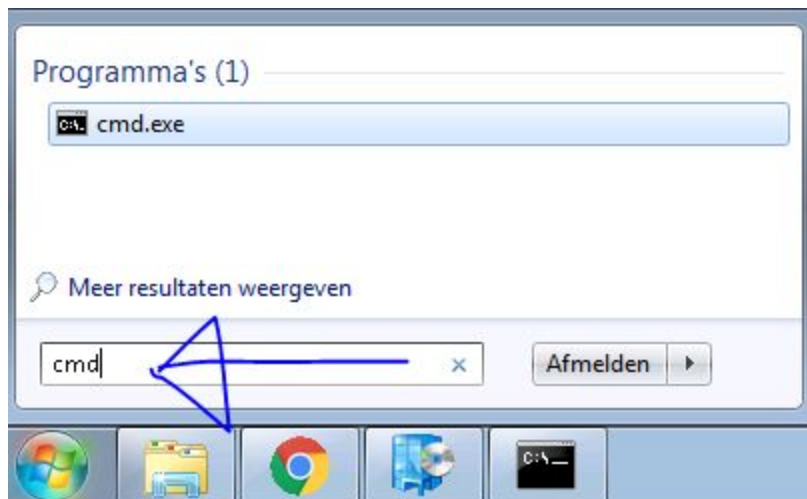 Programma's (1)
cmd.exe
Meer resultaten weergeven
cmd
Afmelden